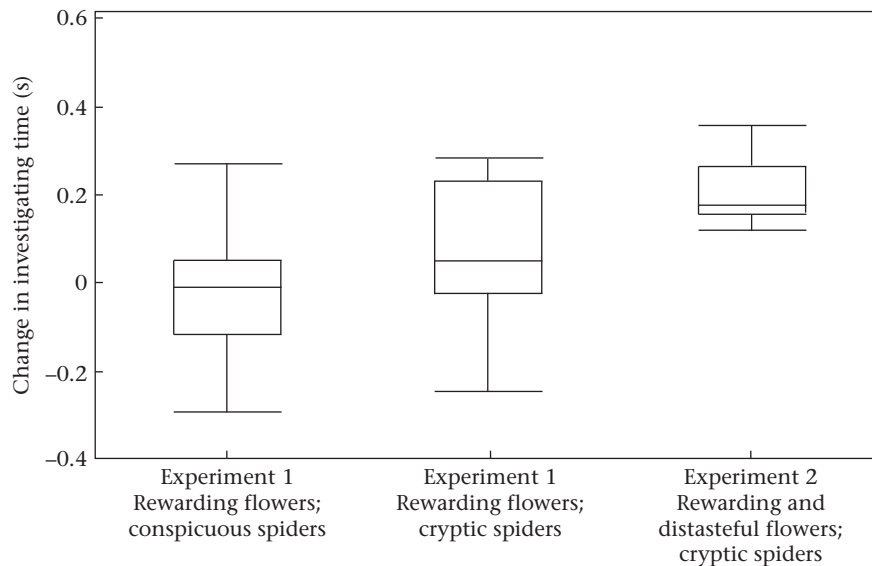 Change in investigating time (s)
0.6
0.4
0.2
0
–0.2
–0.4
Experiment 1
Rewarding flowers;
conspicuous spiders
Experiment 1
Rewarding flowers;
cryptic spiders
Experiment 2
Rewarding and
distasteful flowers;
cryptic spiders